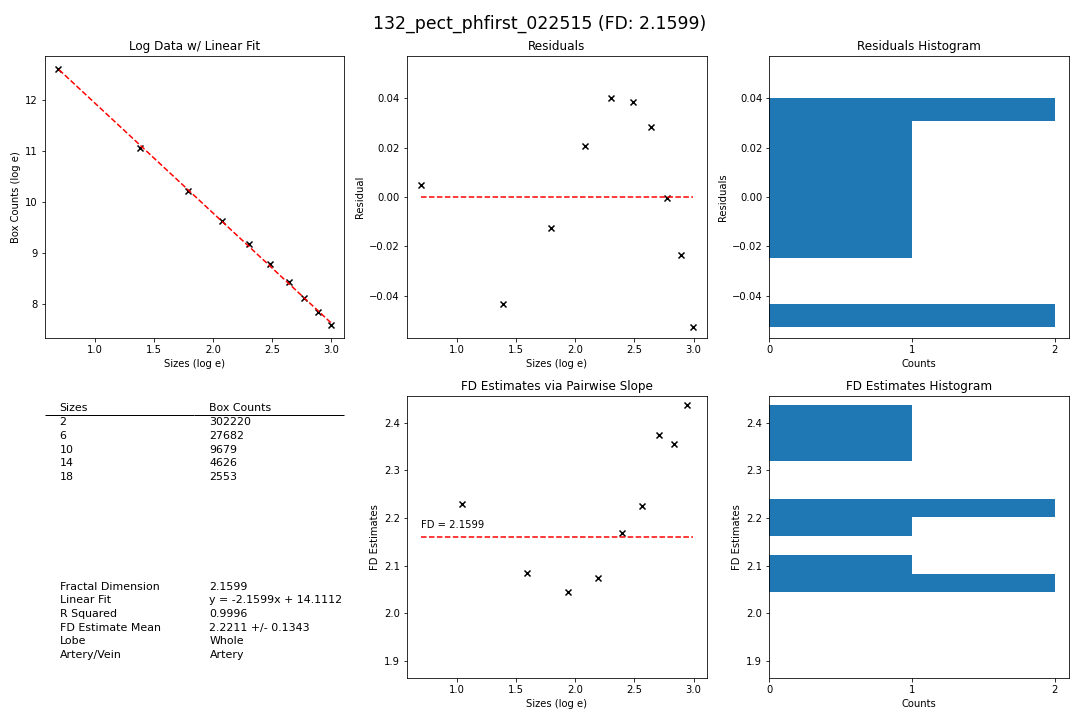 132_pect_phfirst_022515 (FD: 2.1599)
Log Data w/ Linear Fit
Box Counts (log e)
12
11
10
9
8
1.0 1.5 2.0 2.5 3.0
Sizes (log e)
Residuals
Residual
0.04
0.02
0.00
−0.02
−0.04
1.0 1.5 2.0 2.5 3.0
Sizes (log e)
Residuals Histogram
Residuals
0.04
0.02
0.00
−0.02
−0.04
0 1 2
Counts
Sizes Box Counts
2 302220
6 27682
10 9679
14 4626
18 2553
Fractal Dimension 2.1599
Linear Fit y = -2.1599x + 14.1112
R Squared 0.9996
FD Estimate Mean 2.2211 +/- 0.1343
Lobe Whole
Artery/Vein Artery
FD Estimates via Pairwise Slope
FD Estimates
2.4
2.3
2.2
2.1
2.0
1.9
FD = 2.1599
1.0 1.5 2.0 2.5 3.0
Sizes (log e)
FD Estimates Histogram
FD Estimates
2.4
2.3
2.2
2.1
2.0
1.9
0 1 2
Counts